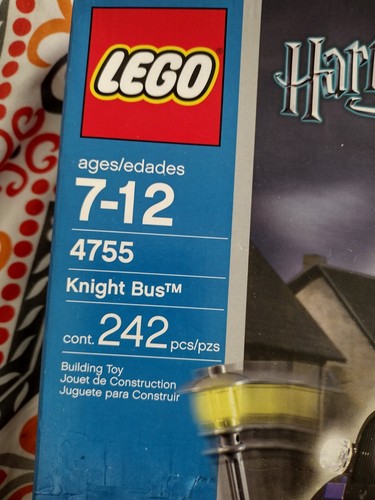 LEGO
Harr
ages/edades
7-12
4755
Knight Bus™
cont. 242 pcs/pzs
Building Toy
Jouet de Construction
Juguete para Construir